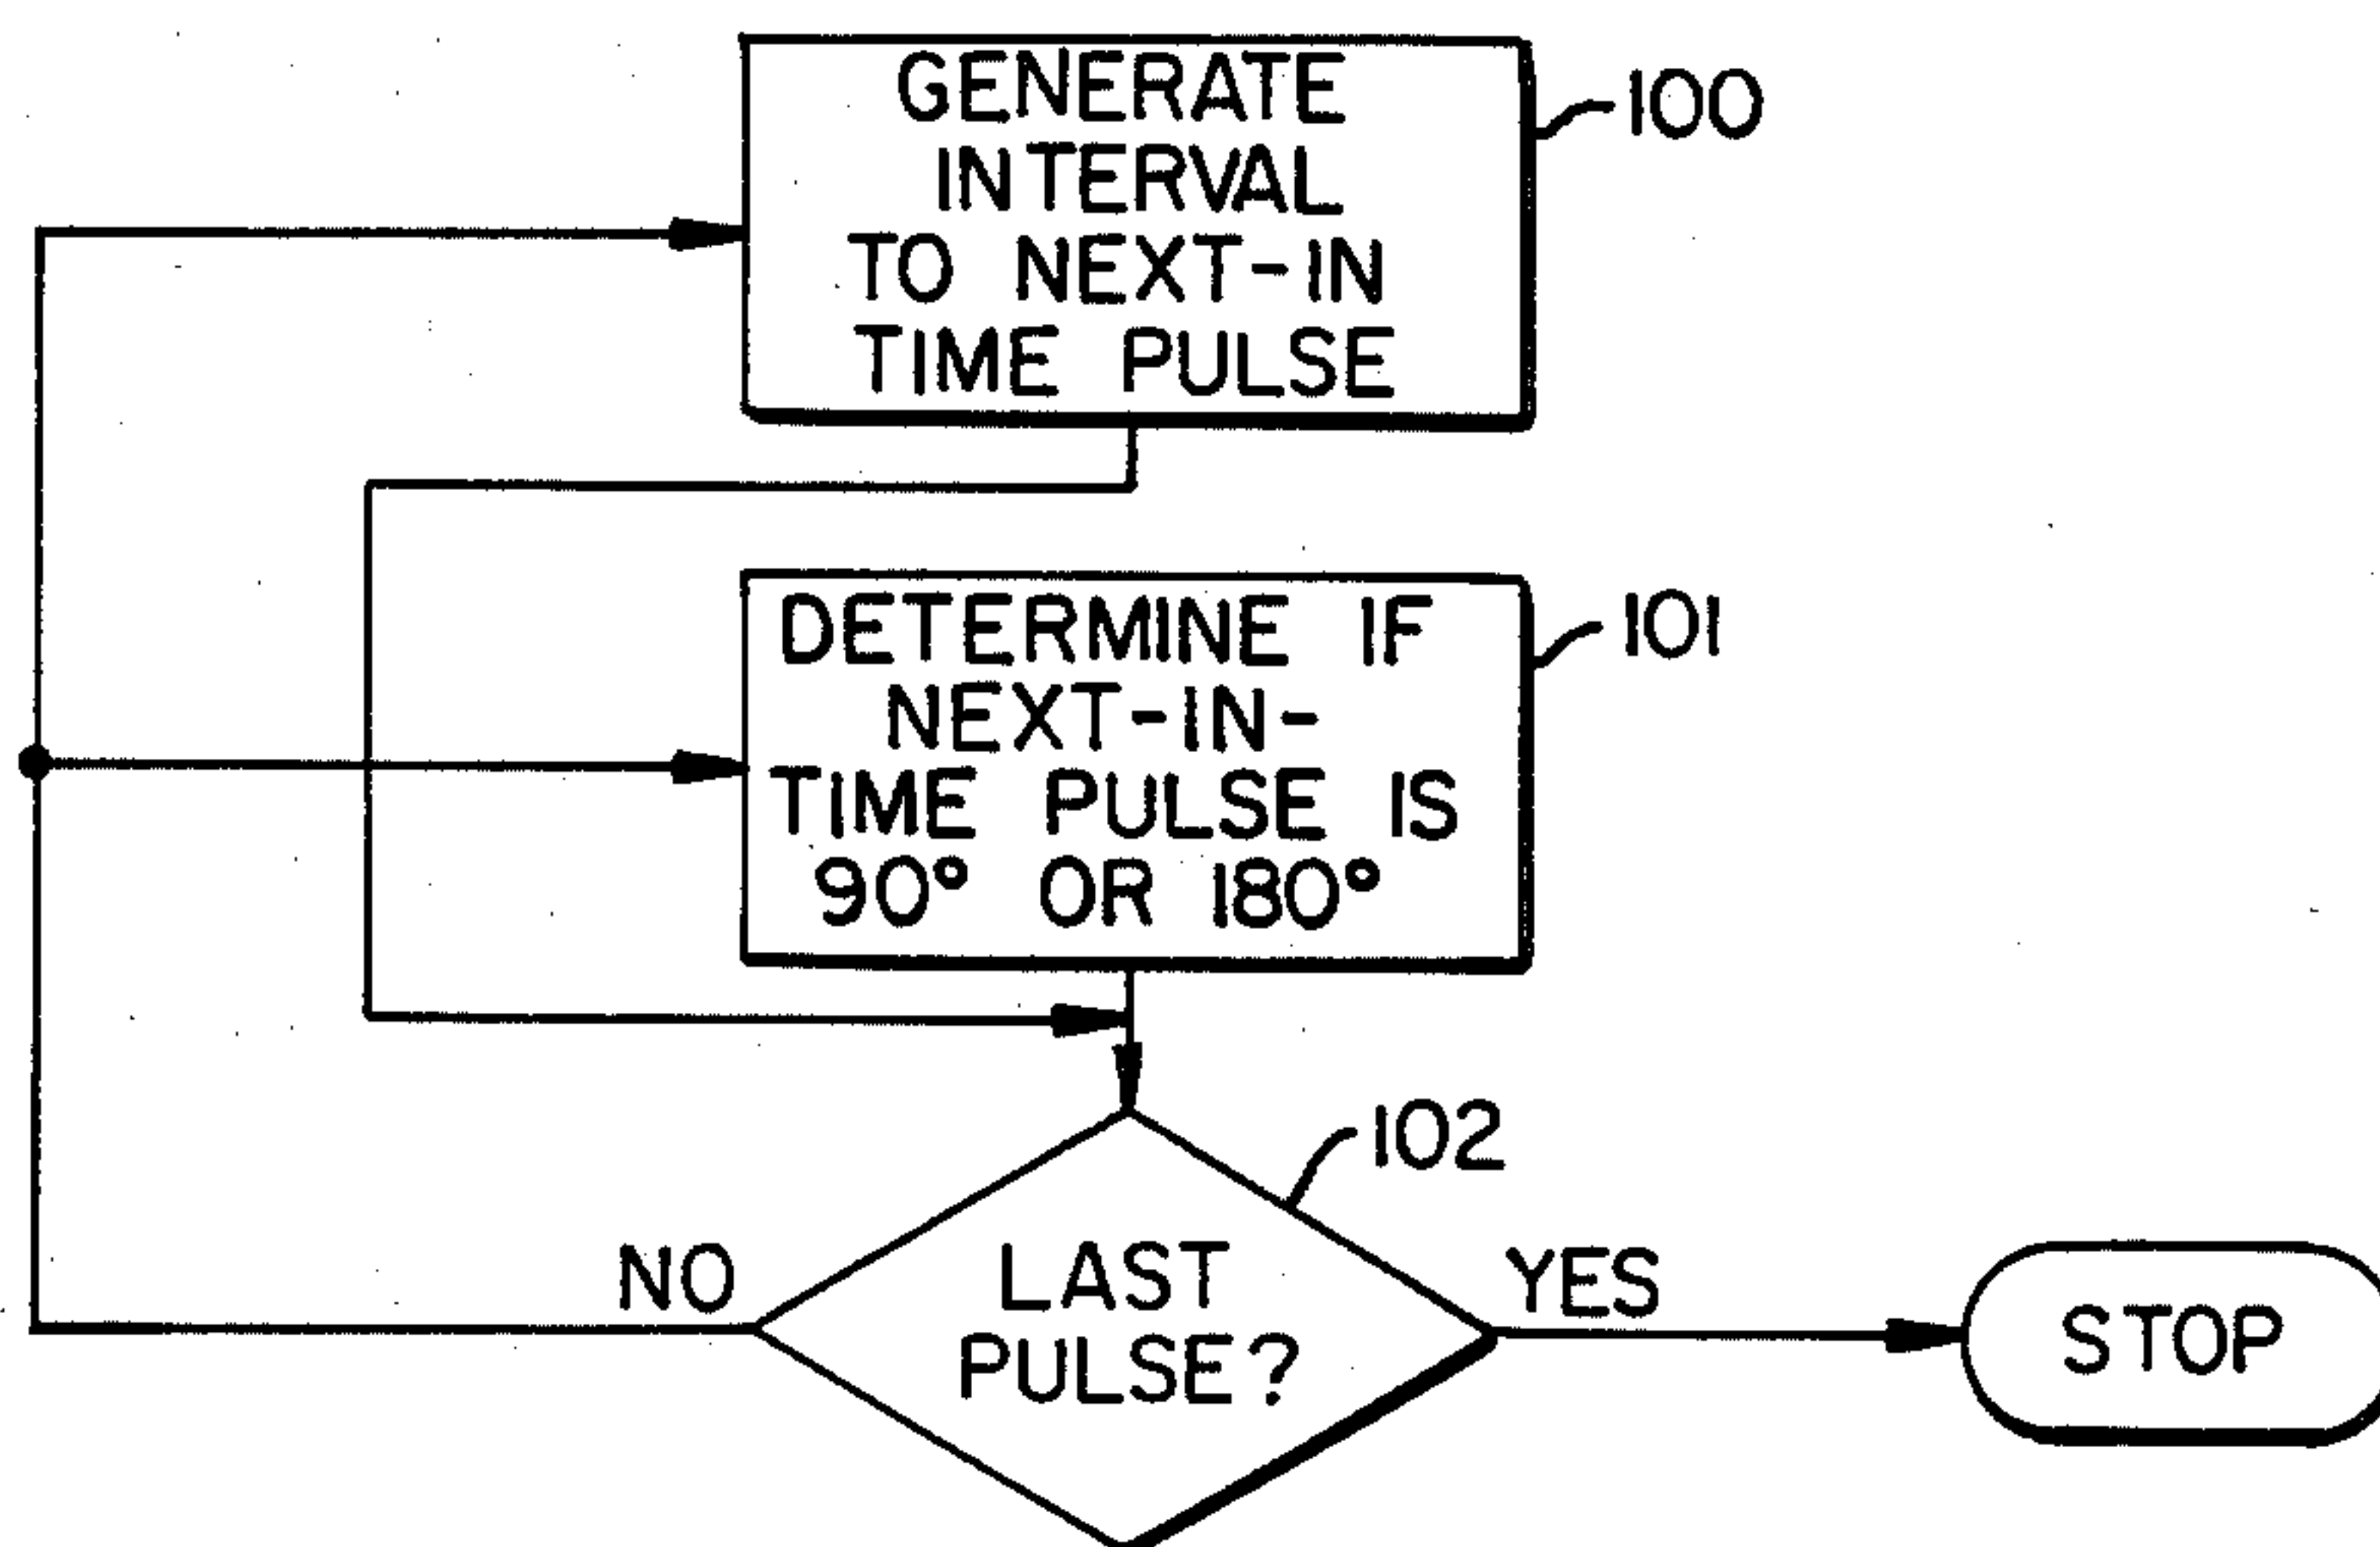 GENERATE
INTERVAL
TO NEXT-IN
TIME PULSE
100
DETERMINE IF
NEXT-IN-
TIME PULSE IS
90° OR 180°
101
102
LAST
PULSE?
NO
YES
STOP